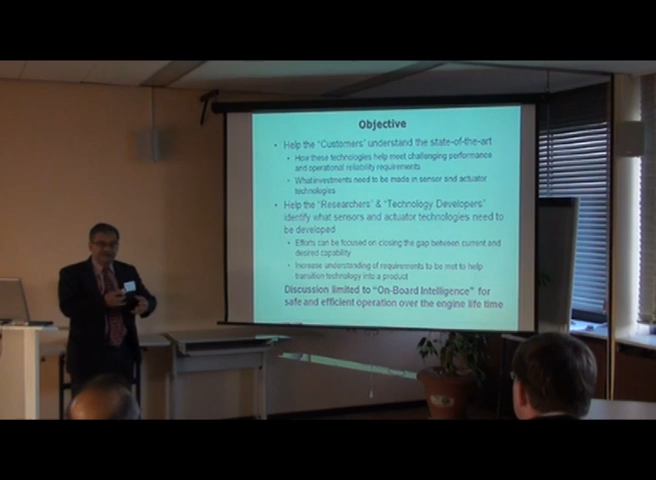 Objective
• Help the "Customers" understand the state-of-the-art
• How these technologies help meet challenging performance
and operational reliability requirements
• What investments need to be made in sensor and actuator
technologies
• Help the "Researchers" & "Technology Developers"
identify what sensors and actuator technologies need to
be developed
• Efforts can be focused on closing the gap between current and
desired capability
• Increase understanding of requirements to be met to help
transition technology into a product
Discussion limited to "On-Board Intelligence" for
safe and efficient operation over the engine life time